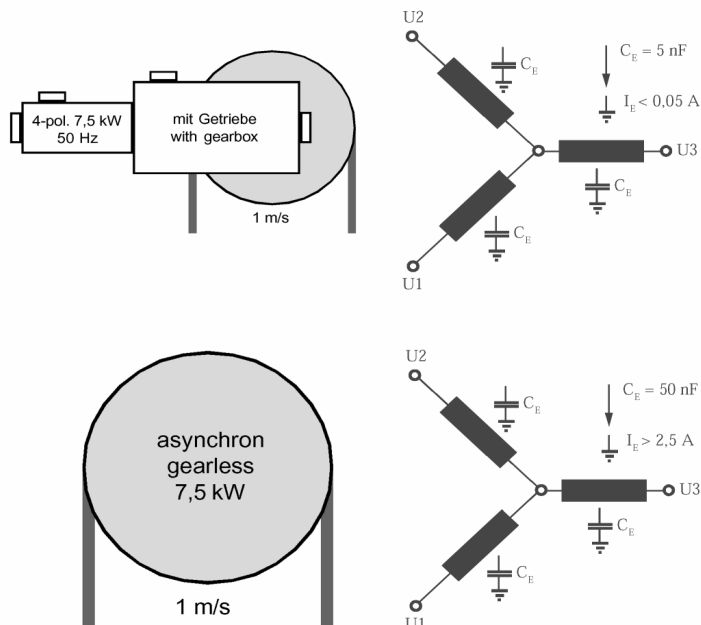 4-pol. 7,5 kW
50 Hz
mit Getriebe
with gearbox
1 m/s
U2
C_E
C_E = 5 nF
I_E < 0,05 A
U3
C_E
C_E
U1
asynchron
gearless
7,5 kW
1 m/s
U2
C_E
C_E = 50 nF
I_E > 2,5 A
U3
C_E
C_E
U1